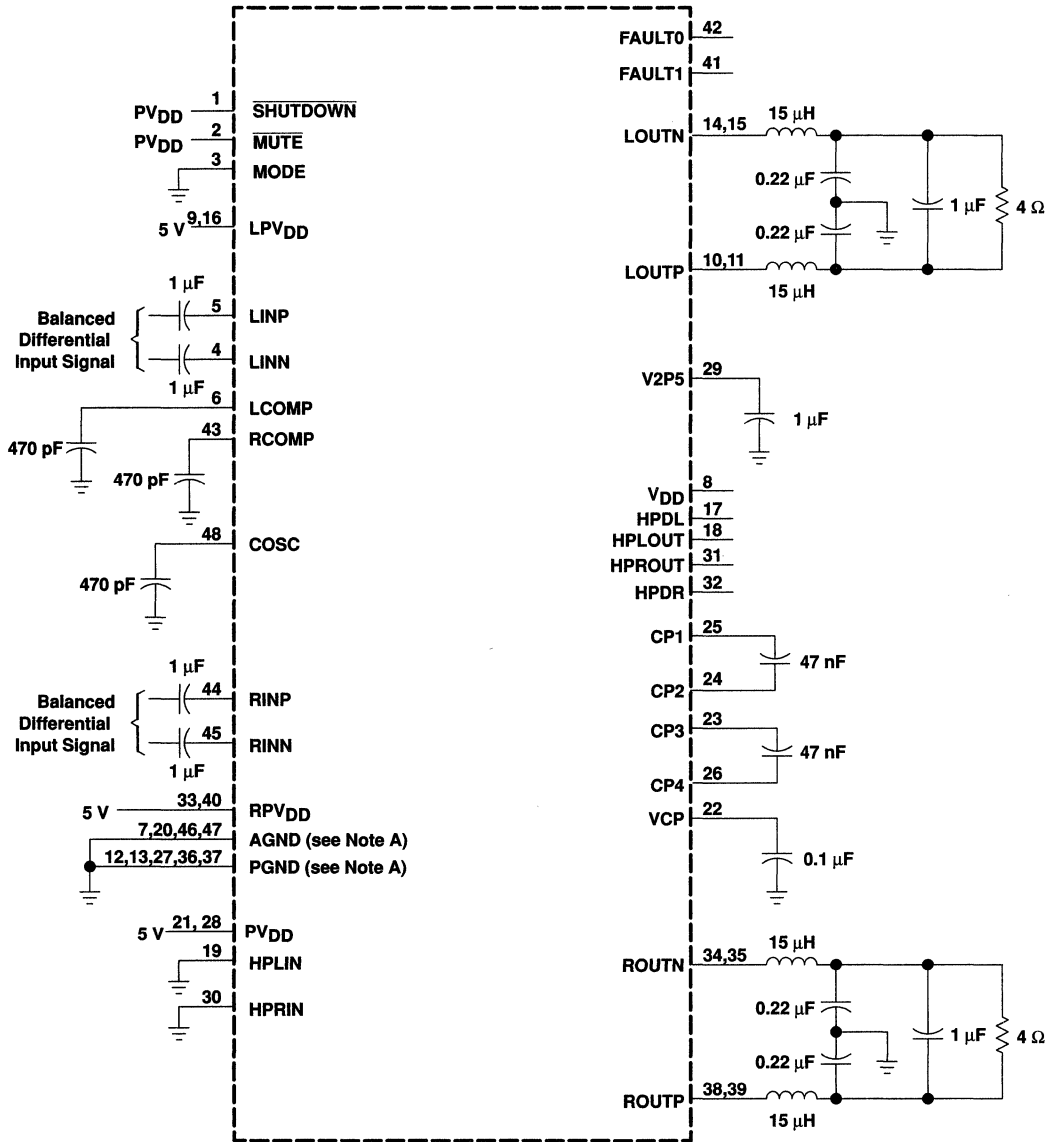 FAULT0 42
FAULT1 41
PVDD 1 SHUTDOWN
PVDD 2 MUTE
3 MODE
5 V 9,16 LPVDD
1 µF
Balanced
Differential
Input Signal
5 LINP
4 LINN
1 µF
6 LCOMP
470 pF
43 RCOMP
470 pF
48 COSC
470 pF
1 µF
Balanced
Differential
Input Signal
44 RINP
45 RINN
1 µF
5 V 33,40 RPVDD
7,20,46,47 AGND (see Note A)
12,13,27,36,37 PGND (see Note A)
5 V 21, 28 PVDD
19 HPLIN
30 HPRIN
LOUTN 14,15 15 µH
0.22 µF
1 µF 4 Ω
0.22 µF
LOUTP 10,11
15 µH
V2P5 29
1 µF
VDD 8
HPDL 17
HPLOUT 18
HPROUT 31
HPDR 32
CP1 25
47 nF
CP2 24
CP3 23
47 nF
CP4 26
VCP 22
0.1 µF
ROUTN 34,35 15 µH
0.22 µF
1 µF 4 Ω
0.22 µF
ROUTP 38,39
15 µH